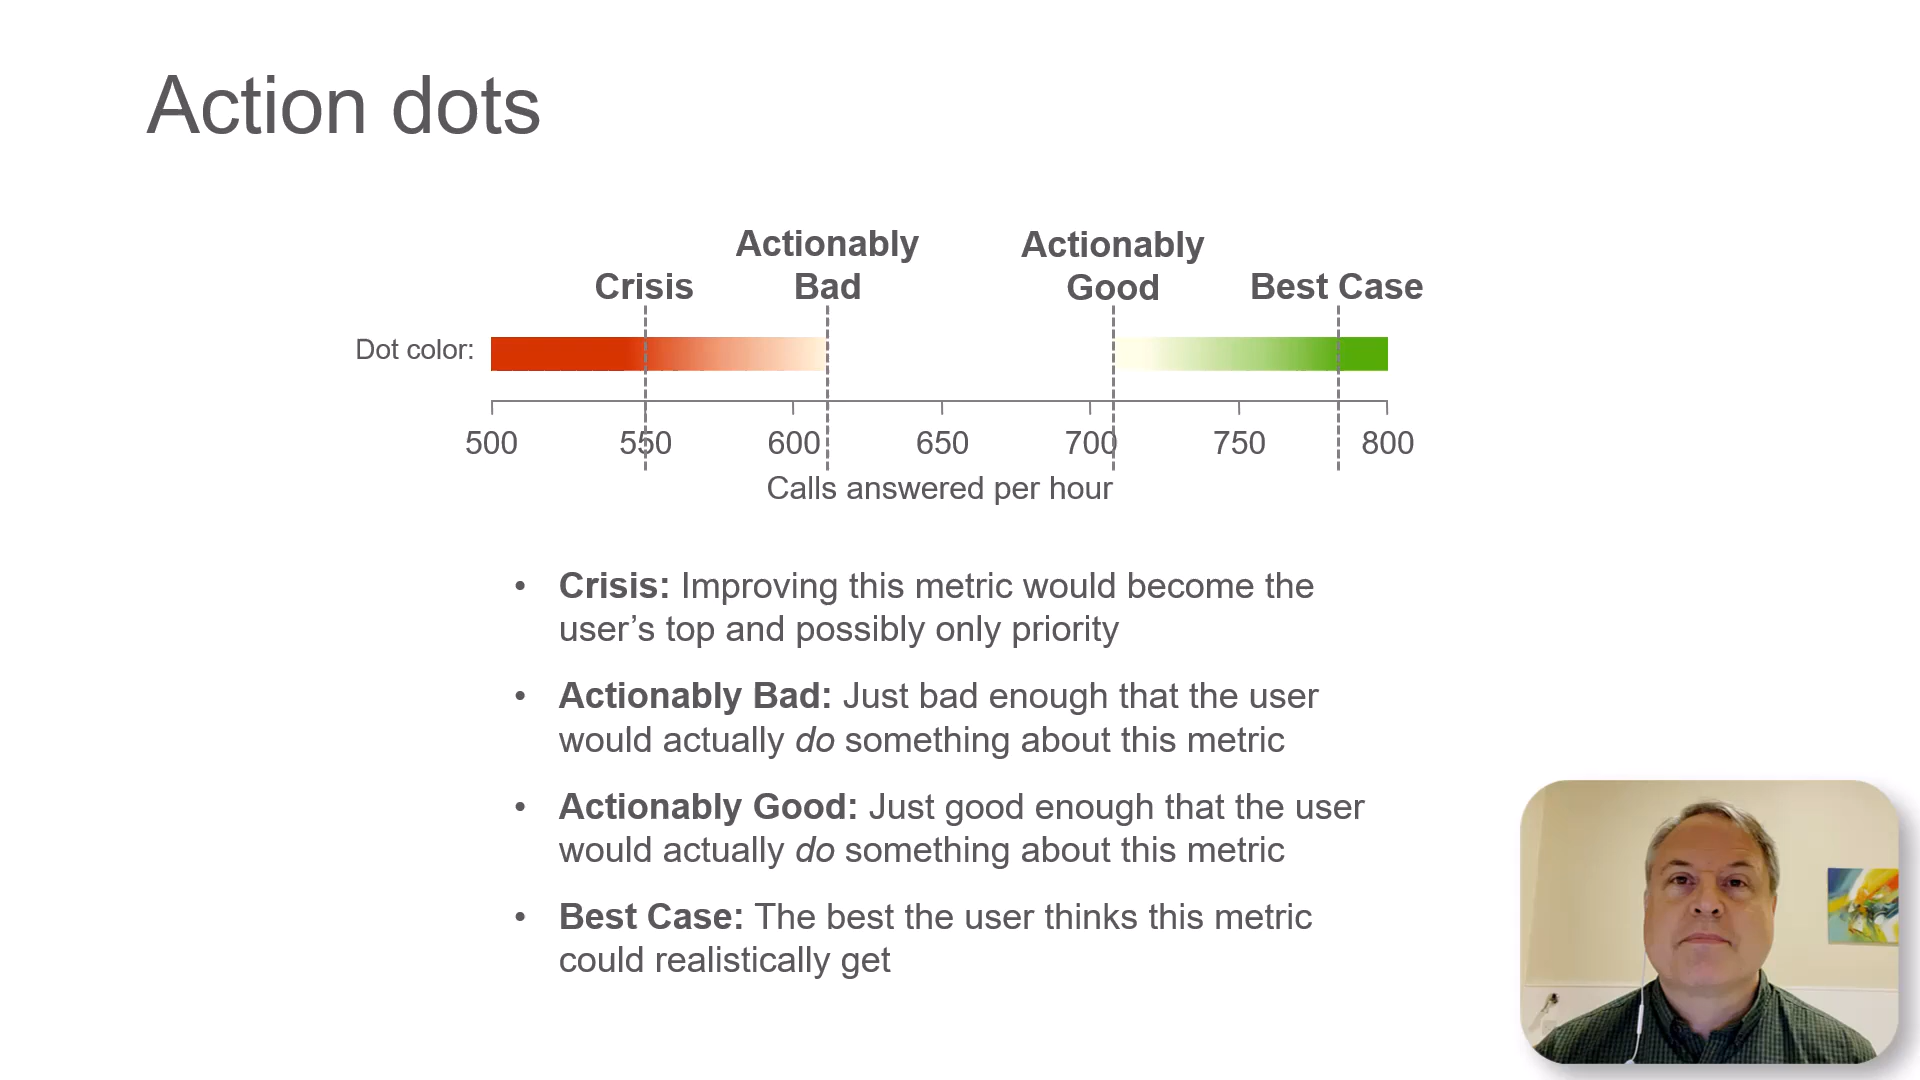 Action dots
Actionably
Bad
Actionably
Good
Crisis
Best Case
Dot color:
500 550 600 650 700 750 800
Calls answered per hour
• Crisis: Improving this metric would become the
user’s top and possibly only priority
• Actionably Bad: Just bad enough that the user
would actually do something about this metric
• Actionably Good: Just good enough that the user
would actually do something about this metric
• Best Case: The best the user thinks this metric
could realistically get